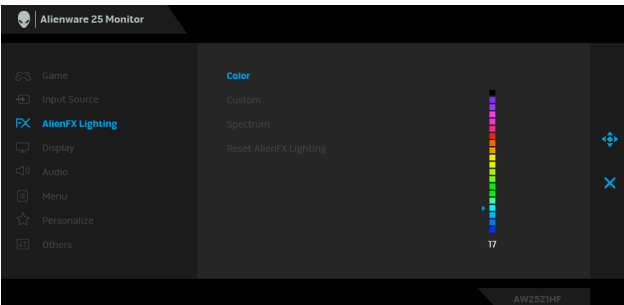 Alienware 25 Monitor
Game
Input Source
FX AlienFX Lighting
Display
Audio
Menu
Personalize
Others
Color
Custom
Spectrum
Reset AlienFX Lighting
17
AW2521HF